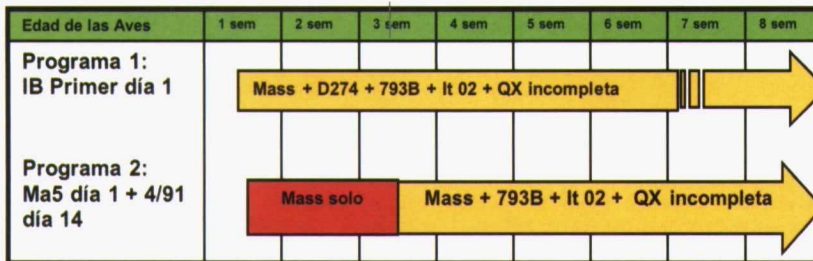 Edad de las Aves 1 sem 2 sem 3 sem 4 sem 5 sem 6 sem 7 sem 8 sem
Programa 1:
IB Primer día 1
Mass + D274 + 793B + It 02 + QX incompleta
Programa 2:
Ma5 día 1 + 4/91
día 14
Mass solo
Mass + 793B + It 02 + QX incompleta